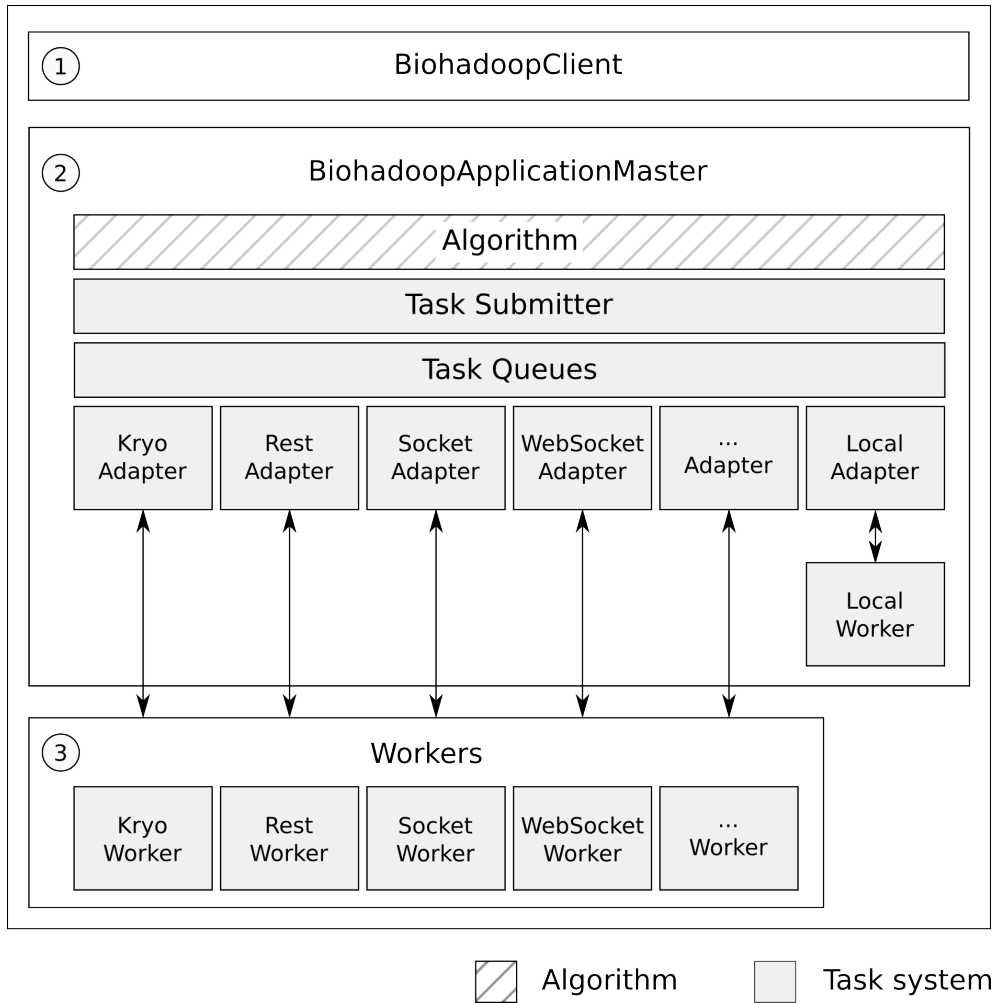 1
BiohadoopClient
2
BiohadoopApplicationMaster
Algorithm
Task Submitter
Task Queues
Kryo
Adapter
Rest
Adapter
Socket
Adapter
WebSocket
Adapter
...
Adapter
Local
Adapter
Local
Worker
3
Workers
Kryo
Worker
Rest
Worker
Socket
Worker
WebSocket
Worker
...
Worker
Algorithm
Task system